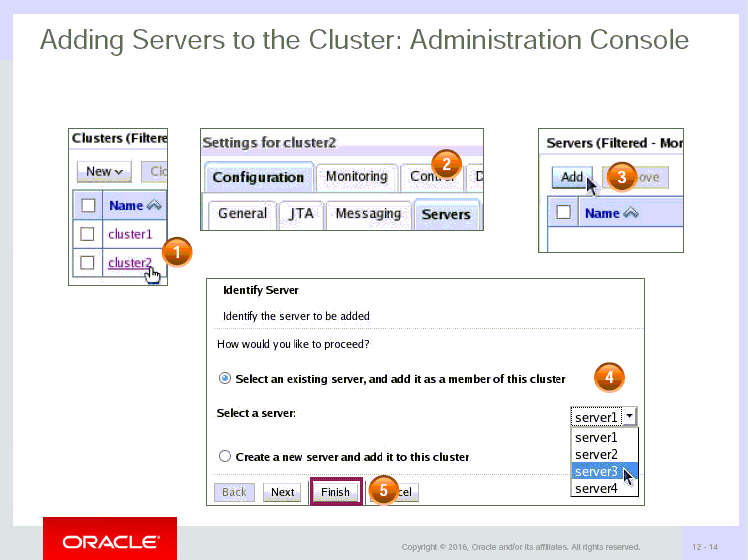 Adding Servers to the Cluster: Administration Console
Clusters (Filtere
New
Clo
Name
cluster1
cluster2
1
Settings for cluster2
2
Configuration
Monitoring
General
JTA
Messaging
Servers
Servers (Filtered - Mor
Add
3
Name
Identify Server
Identify the server to be added
How would you like to proceed?
Select an existing server, and add it as a member of this cluster
4
Select a server:
server1
server1
server2
server3
server4
Create a new server and add it to this cluster
Back
Next
Finish
5
ORACLE
Copyright © 2016, Oracle and/or its affiliates. All rights reserved.
12 - 14